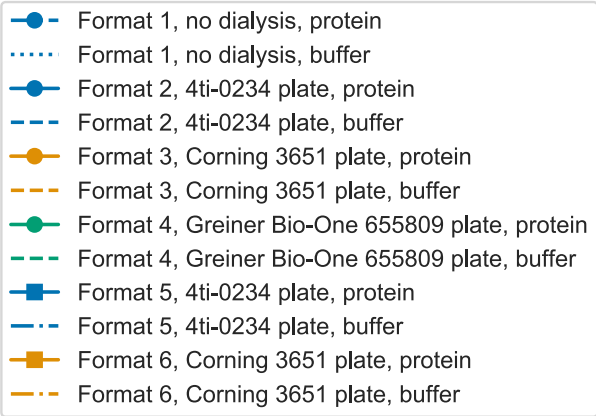 Format 1, no dialysis, protein
Format 1, no dialysis, buffer
Format 2, 4ti-0234 plate, protein
Format 2, 4ti-0234 plate, buffer
Format 3, Corning 3651 plate, protein
Format 3, Corning 3651 plate, buffer
Format 4, Greiner Bio-One 655809 plate, protein
Format 4, Greiner Bio-One 655809 plate, buffer
Format 5, 4ti-0234 plate, protein
Format 5, 4ti-0234 plate, buffer
Format 6, Corning 3651 plate, protein
Format 6, Corning 3651 plate, buffer